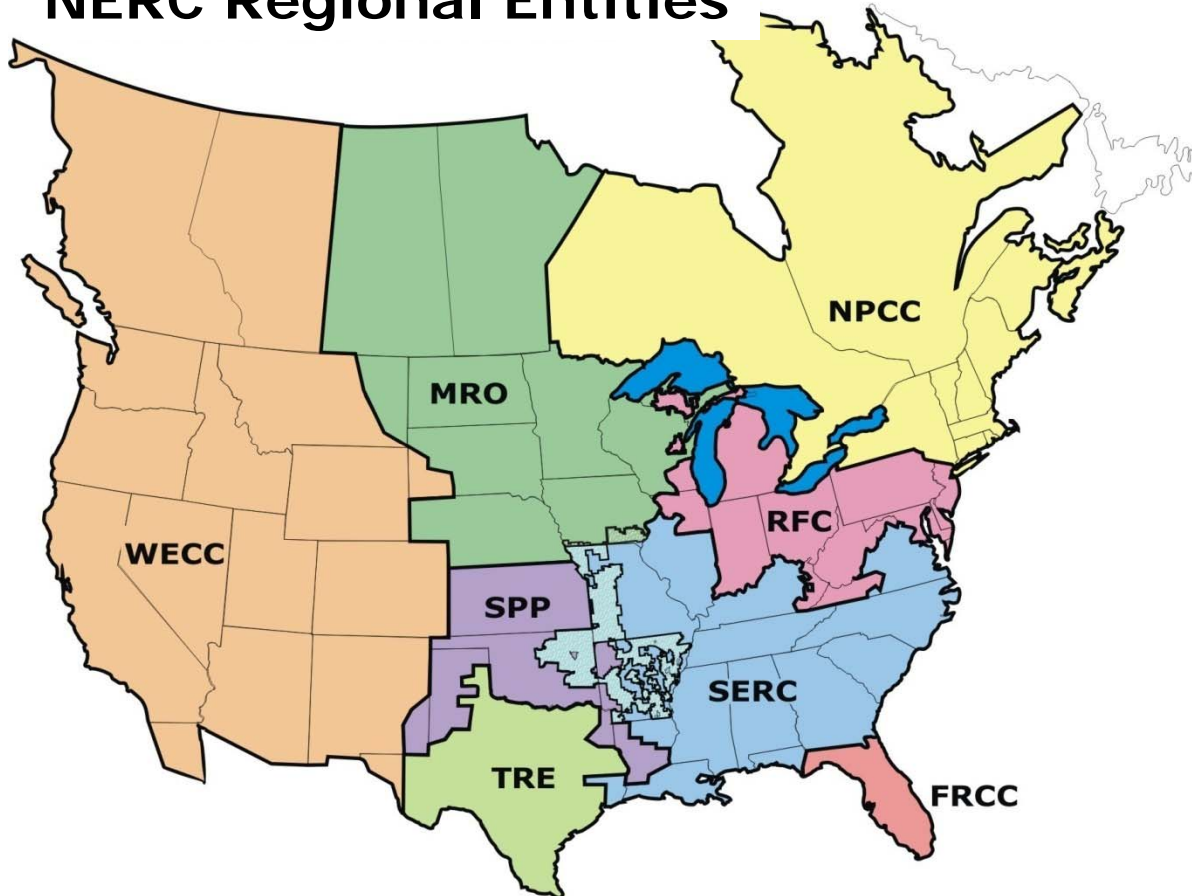 NERC Regional Entities
NPCC
MRO
RFC
WECC
SPP
SERC
TRE
FRCC